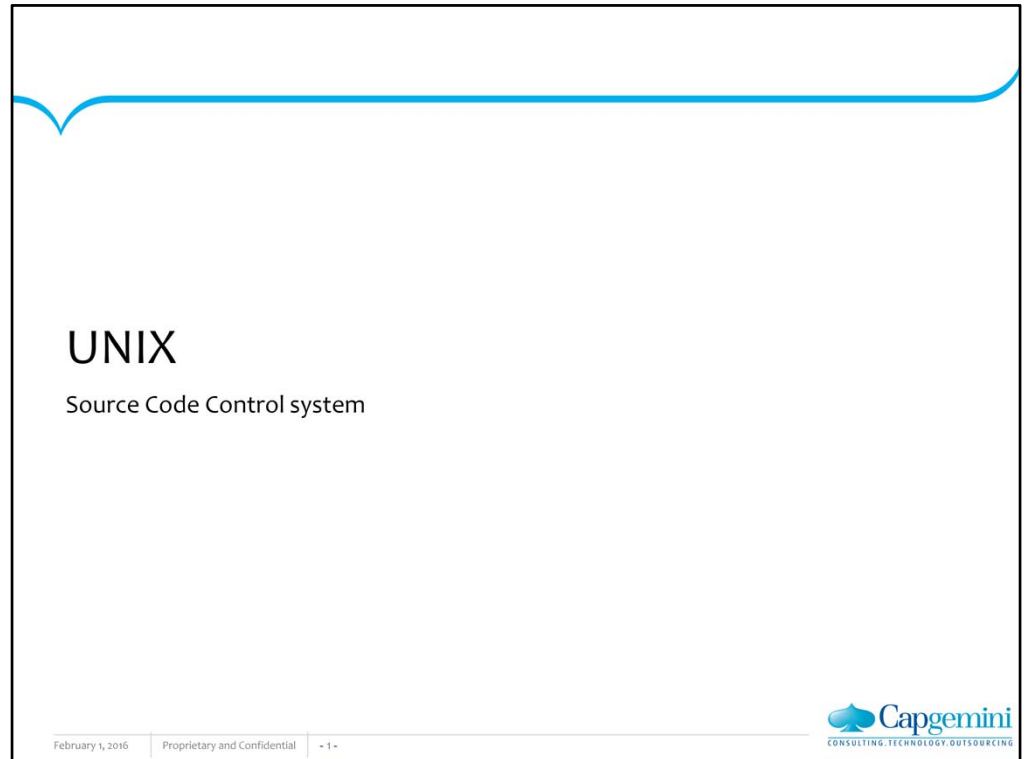 UNIX
Source Code Control system
February 1, 2016 Proprietary and Confidential - 1 -
Capgemini
CONSULTING.TECHNOLOGY.OUTSOURCING